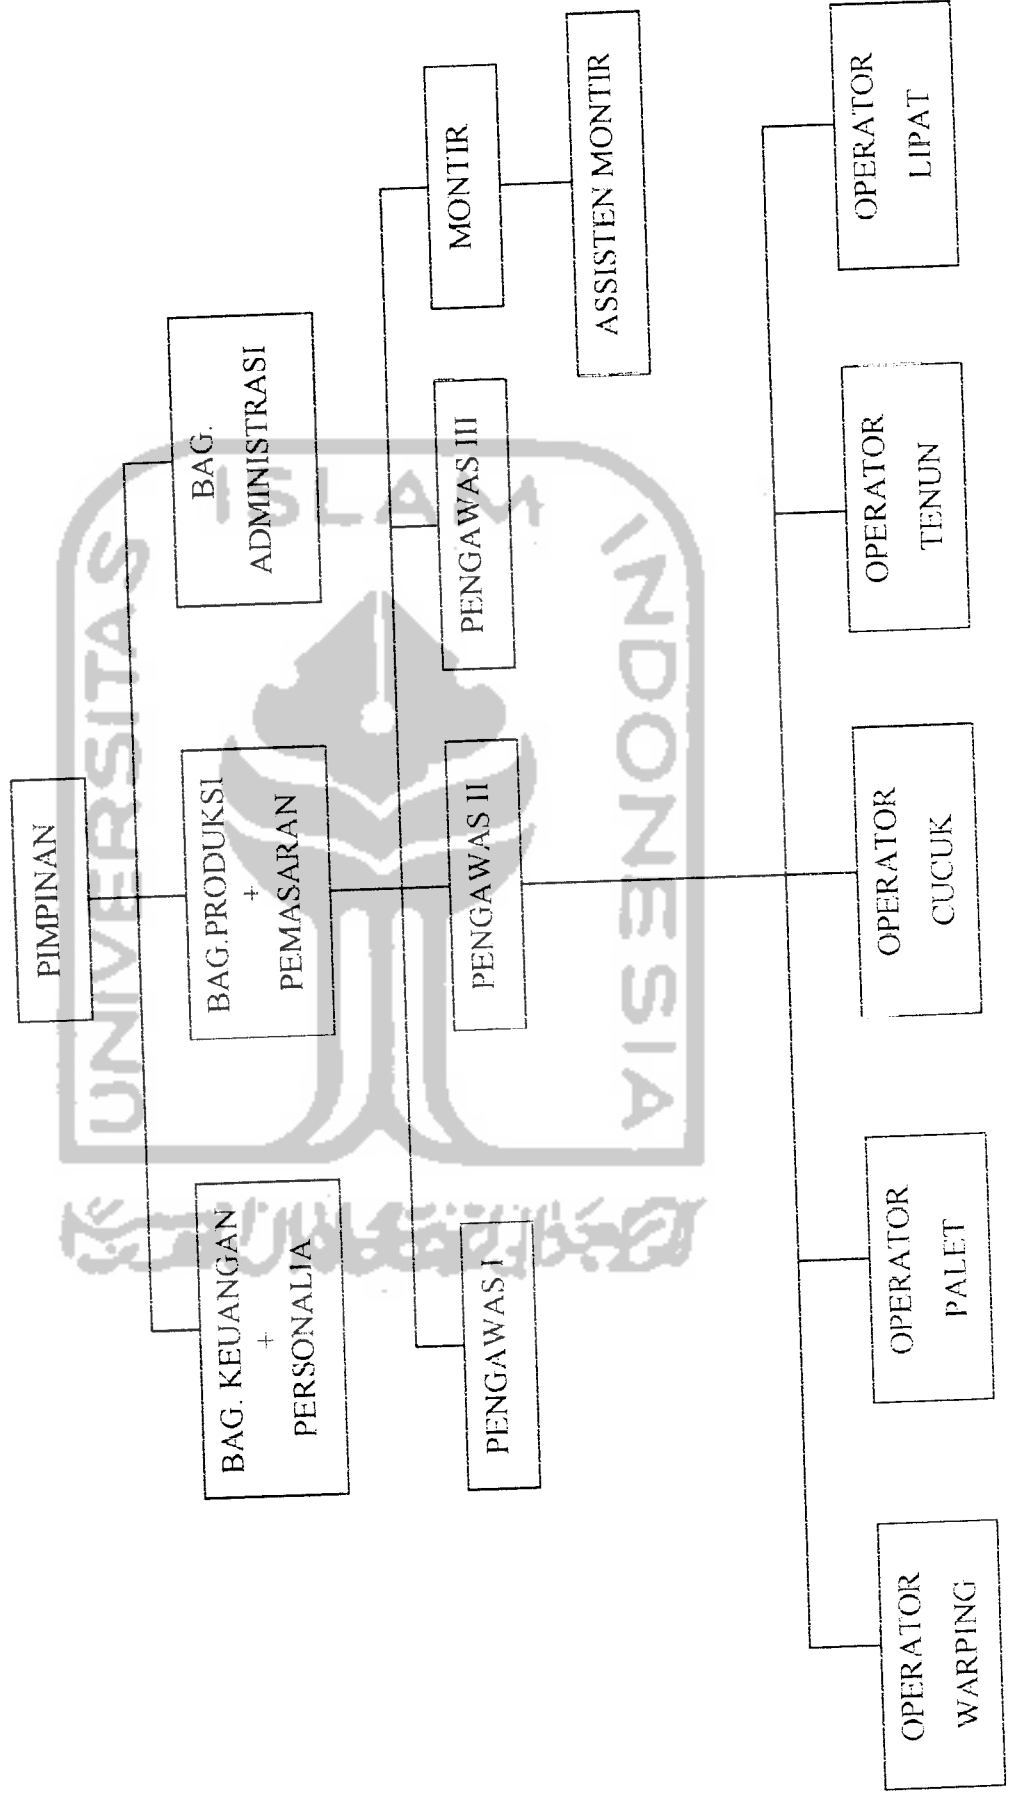 PIMPINAN
BAG. KEUANGAN
+
PERSONALIA
BAG.PRODUKSI
+
PEMASARAN
BAG.
ADMINISTRASI
PENGAWAS I
PENGAWAS II
PENGAWAS III
MONTIR
ASSISTEN MONTIR
OPERATOR
WARPING
OPERATOR
PALET
OPERATOR
CUCUK
OPERATOR
TENUN
OPERATOR
LIPAT
UNIVERSITAS
ISLAM
INDONESIA